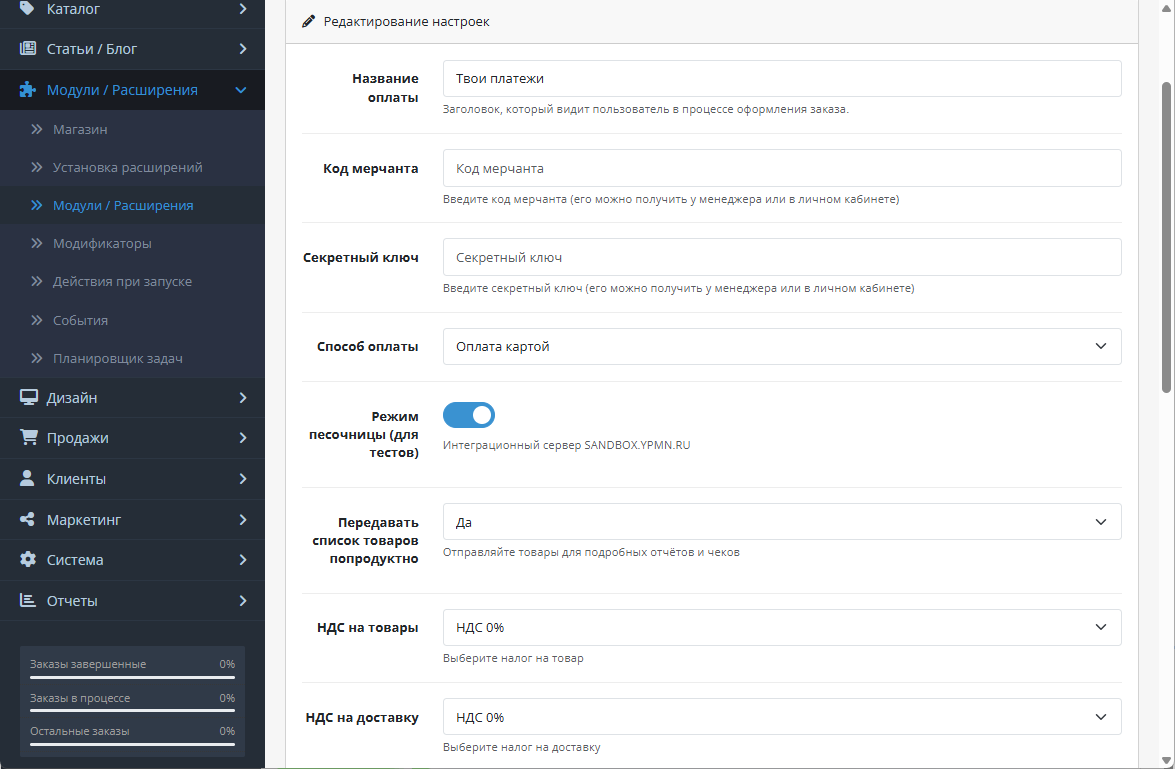 Каталог
Статьи / Блог
Модули / Расширения
Магазин
Установка расширений
Модули / Расширения
Модификаторы
Действия при запуске
События
Планировщик задач
Дизайн
Продажи
Клиенты
Маркетинг
Система
Отчеты
Заказы завершенные 0%
Заказы в процессе 0%
Остальные заказы 0%
Редактирование настроек
Название
оплаты
Твои платежи
Заголовок, который видит пользователь в процессе оформления заказа.
Код мерчанта
Код мерчанта
Введите код мерчанта (его можно получить у менеджера или в личном кабинете)
Секретный ключ
Секретный ключ
Введите секретный ключ (его можно получить у менеджера или в личном кабинете)
Способ оплаты
Оплата картой
Режим
песочницы (для
тестов)
Интеграционный сервер SANDBOX.YPMN.RU
Передавать
список товаров
попродуктно
Да
Отправляйте товары для подробных отчётов и чеков
НДС на товары
НДС 0%
Выберите налог на товар
НДС на доставку
НДС 0%
Выберите налог на доставку